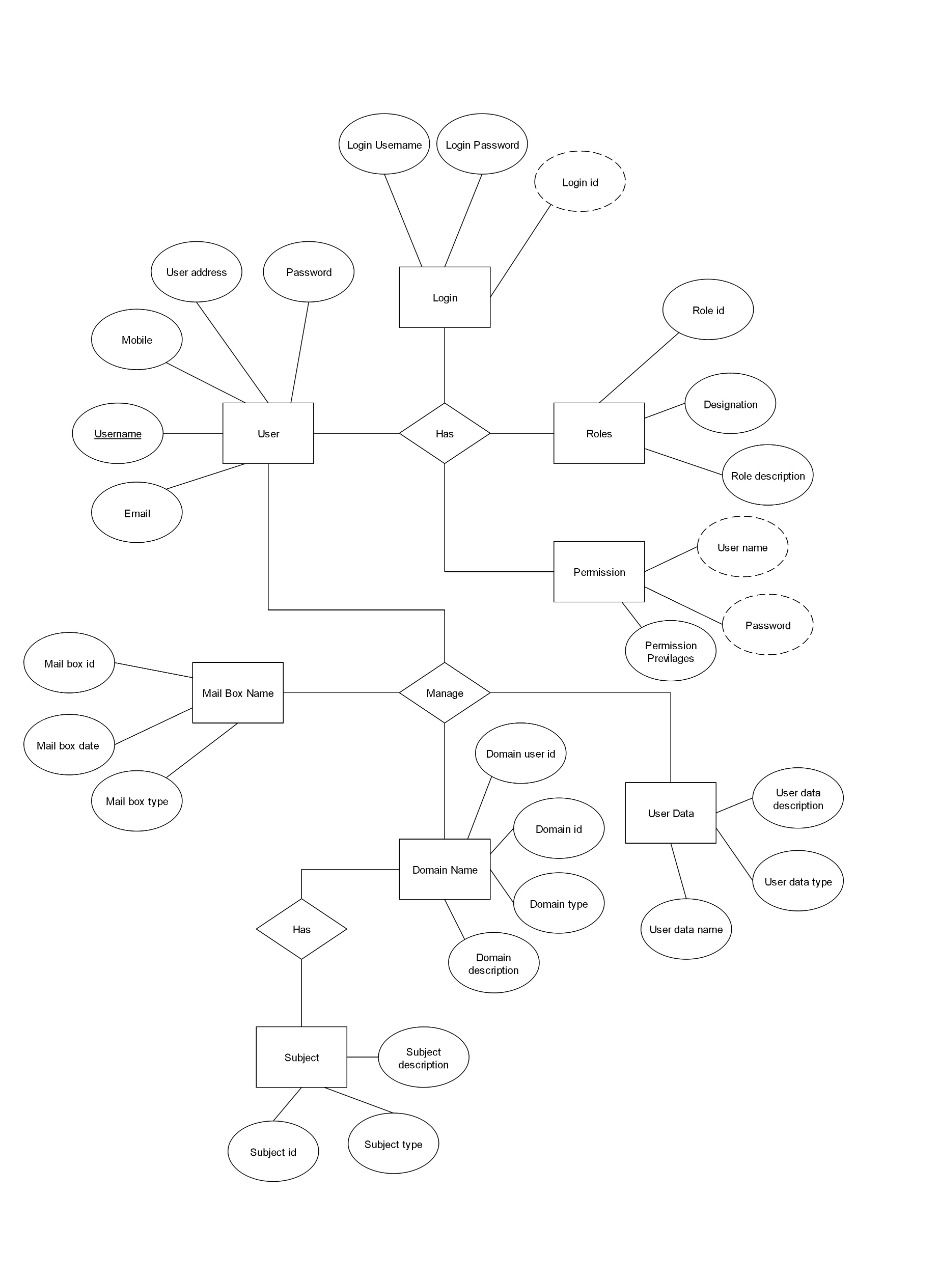 Login Username
Login Password
Login id
User address
Password
Login
Role id
Mobile
Designation
Username
User
Has
Roles
Role description
Email
User name
Permission
Password
Permission
Previlages
Mail box id
Mail Box Name
Manage
Mail box date
Domain user id
Mail box type
User data
description
User Data
Domain id
Domain Name
User data type
Domain type
Has
User data name
Domain
description
Subject
Subject
description
Subject id
Subject type